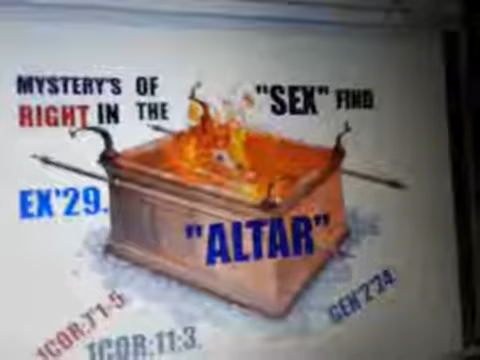 MYSTERY'S OF "SEX" FIND
RIGHT IN THE
EX'29.
"ALTAR"
1COR;7'1-5
1COR:11:3.
GEN'2'24